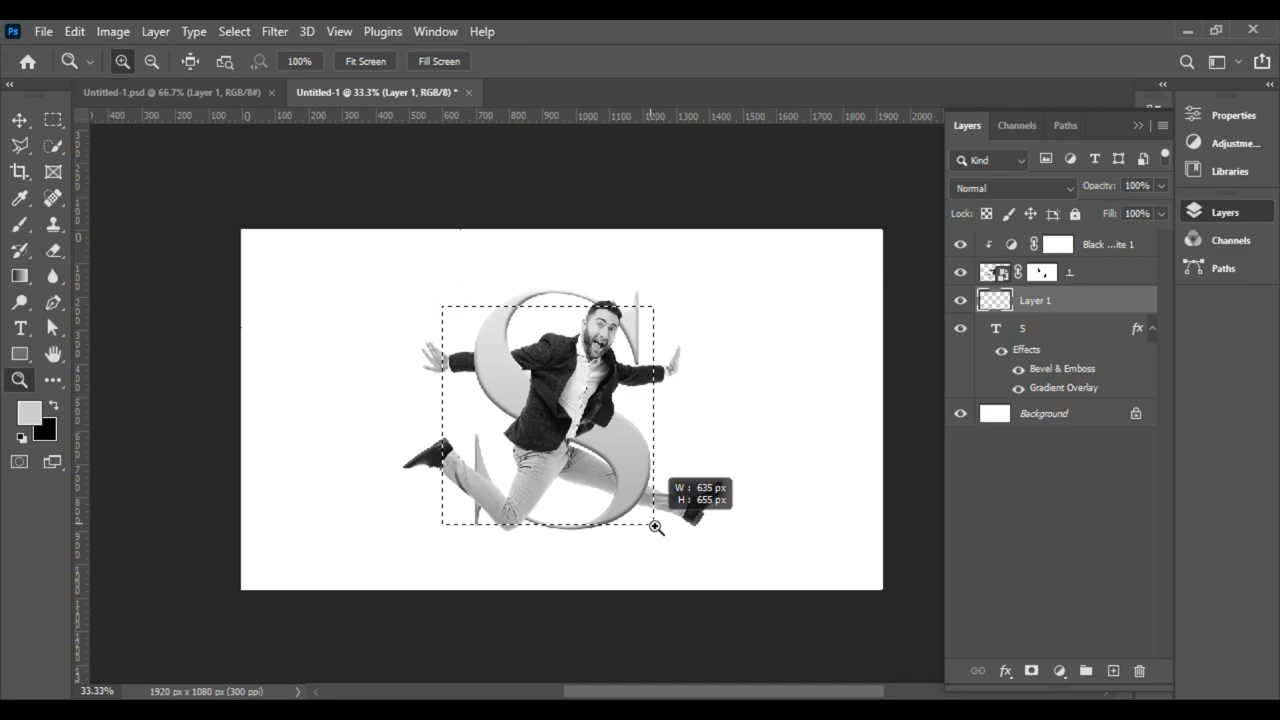 Ps File Edit Image Layer Type Select Filter 3D View Plugins Window Help
100% Fit Screen Fill Screen
Untitled-1.psd @ 66.7% (Layer 1, RGB/8#) × Untitled-1 @ 33.3% (Layer 1, RGB/8) * ×
400 300 200 100 0 100 200 300 400 500 600 700 800 900 1000 1100 1200 1300 1400 1500 1600 1700 1800 1900 2000
Layers Channels Paths
Kind
Normal Opacity: 100%
Lock: Fill: 100%
Black ...ite 1
1
Layer 1
T S fx
Effects
Bevel & Emboss
Gradient Overlay
Background
Properties
Adjustme...
Libraries
Layers
Channels
Paths
S
W : 635 px
H : 655 px
33.33% 1920 px x 1080 px (300 ppi)
fx